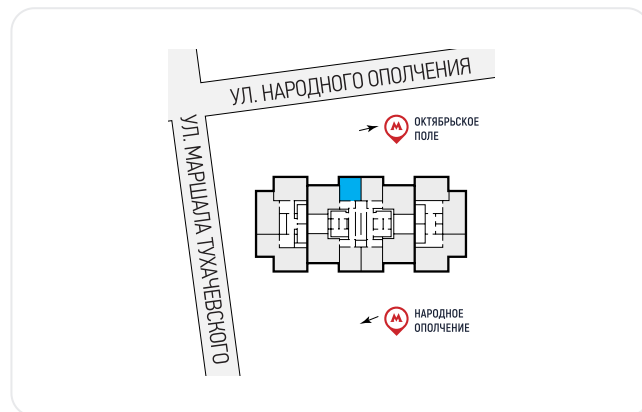 УЛ. НАРОДНОГО ОПОЛЧЕНИЯ
УЛ. МАРШАЛА ТУХАЧЕВСКОГО
М ОКТЯБРЬСКОЕ
ПОЛЕ
М НАРОДНОЕ
ОПОЛЧЕНИЕ